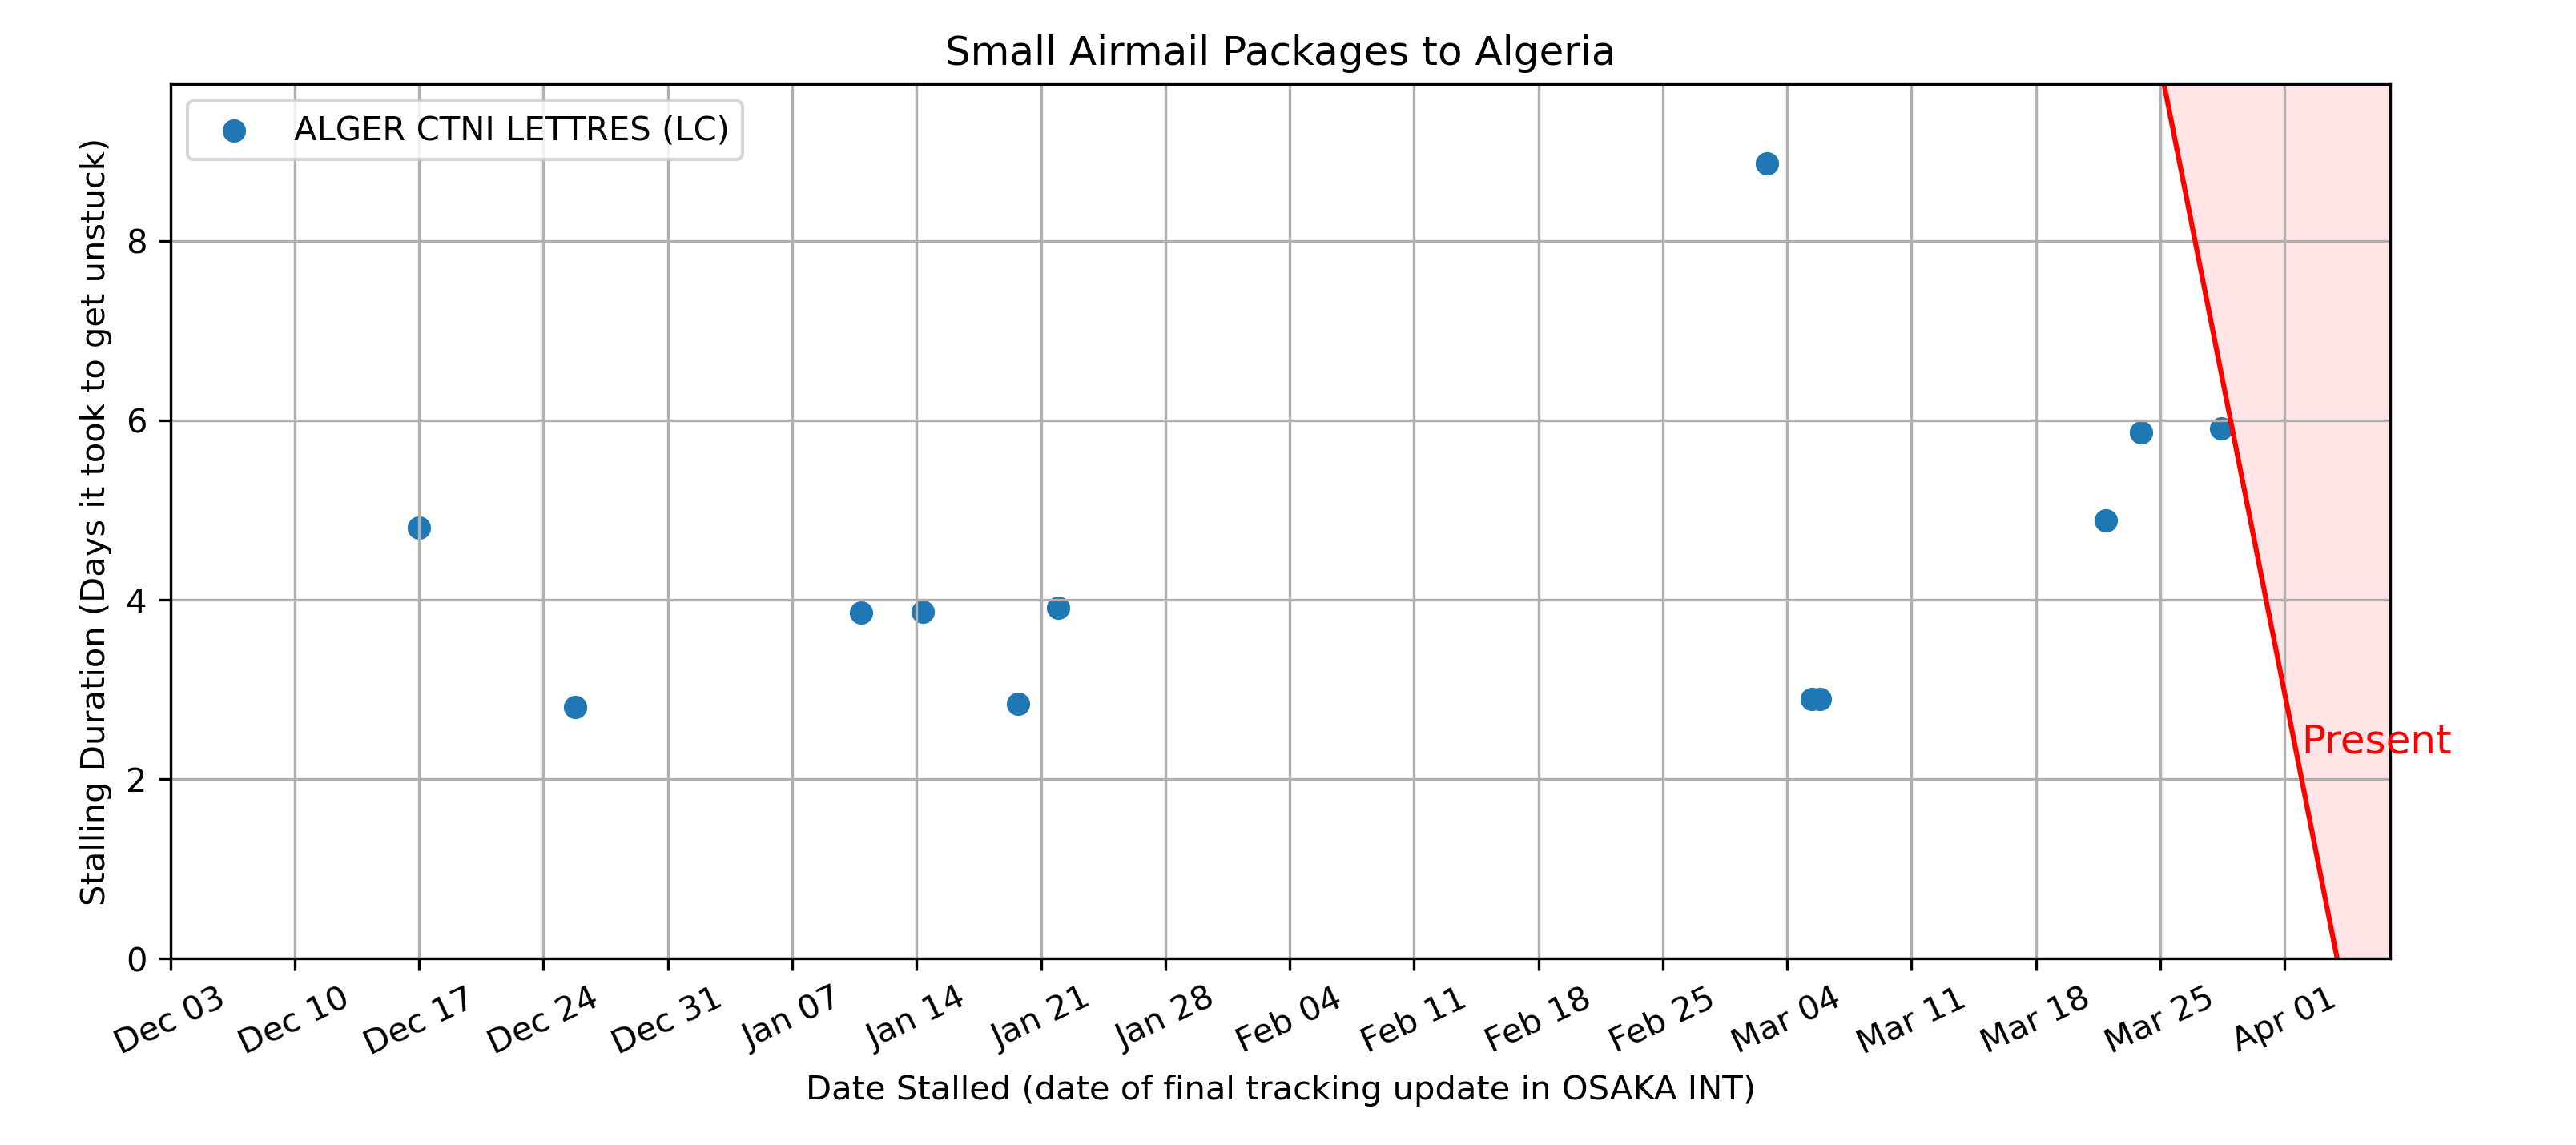 Small Airmail Packages to Algeria
ALGER CTNI LETTRES (LC)
Stalling Duration (Days it took to get unstuck)
8
6
4
2
0
Present
Dec 03
Dec 10
Dec 17
Dec 24
Dec 31
Jan 07
Jan 14
Jan 21
Jan 28
Feb 04
Feb 11
Feb 18
Feb 25
Mar 04
Mar 11
Mar 18
Mar 25
Apr 01
Date Stalled (date of final tracking update in OSAKA INT)